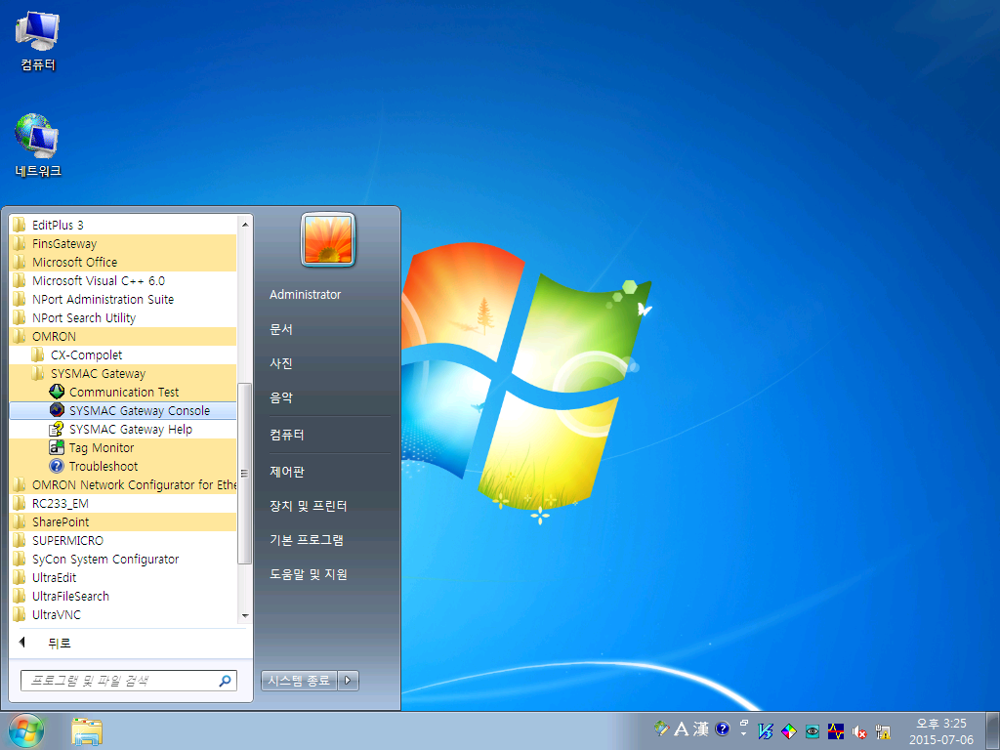 컴퓨터
네트워크
EditPlus 3
FinsGateway
Microsoft Office
Microsoft Visual C++ 6.0
NPort Administration Suite
NPort Search Utility
OMRON
CX-Compolet
SYSMAC Gateway
Communication Test
SYSMAC Gateway Console
SYSMAC Gateway Help
Tag Monitor
Troubleshoot
OMRON Network Configurator for Ethe
RC233_EM
SharePoint
SUPERMICRO
SyCon System Configurator
UltraEdit
UltraFileSearch
UltraVNC
뒤로
프로그램 및 파일 검색
Administrator
문서
사진
음악
컴퓨터
제어판
장치 및 프린터
기본 프로그램
도움말 및 지원
시스템 종료
A 漢
오후 3:25
2015-07-06